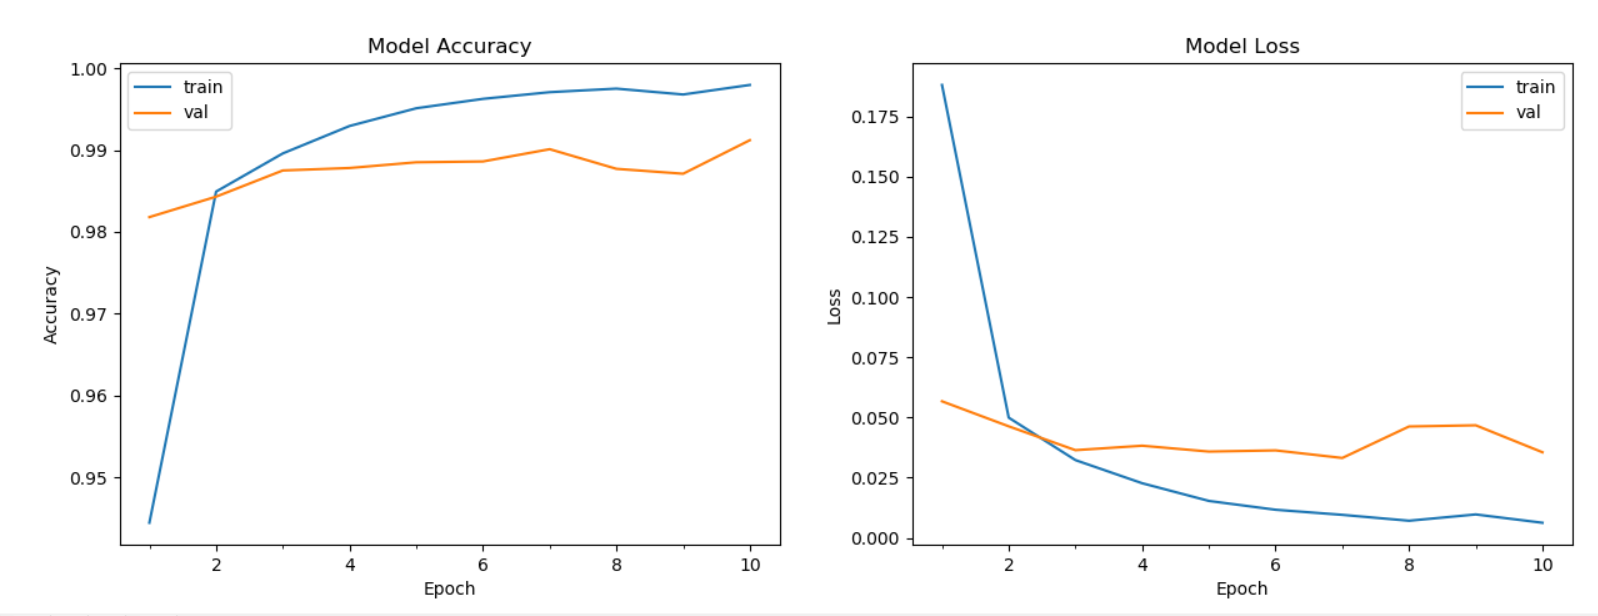 Model Accuracy
1.00
0.99
0.98
0.97
0.96
0.95
Accuracy
train
val
2 4 6 8 10
Epoch
Model Loss
0.175
0.150
0.125
0.100
0.075
0.050
0.025
0.000
Loss
train
val
2 4 6 8 10
Epoch